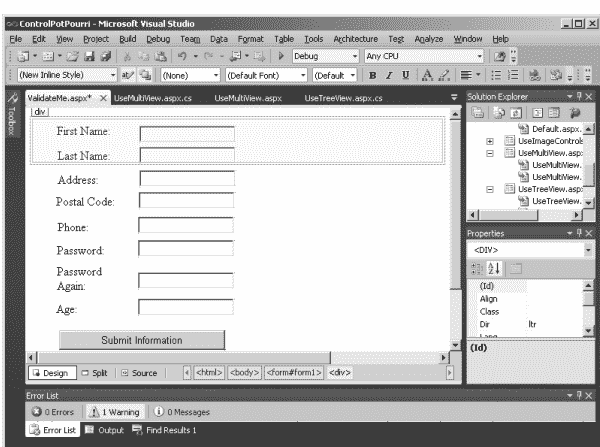 ControlPotPourri - Microsoft Visual Studio
File Edit View Project Build Debug Team Data Format Table Tools Architecture Test Analyze Window Help
Debug Any CPU
(New Inline Style) (None) (Default Font) (Default B I U A
ValidateMe.aspx* UseMultiView.aspx.cs UseMultiView.aspx UseTreeView.aspx.cs
Toolbox
div
First Name:
Last Name:
Address:
Postal Code:
Phone:
Password:
Password
Again:
Age:
Submit Information
Design Split Source <html> <body> <form#form1> <div>
Solution Explorer
Default.aspx.
UseImageControls
UseMultiView.asp:
UseMultiView.
UseMultiView.
UseTreeView.asp:
UseTreeView.
Properties
<DIV>
(Id)
Align
Class
Dir ltr
Lang
(Id)
Error List
0 Errors 1 Warning 0 Messages
Error List Output Find Results 1